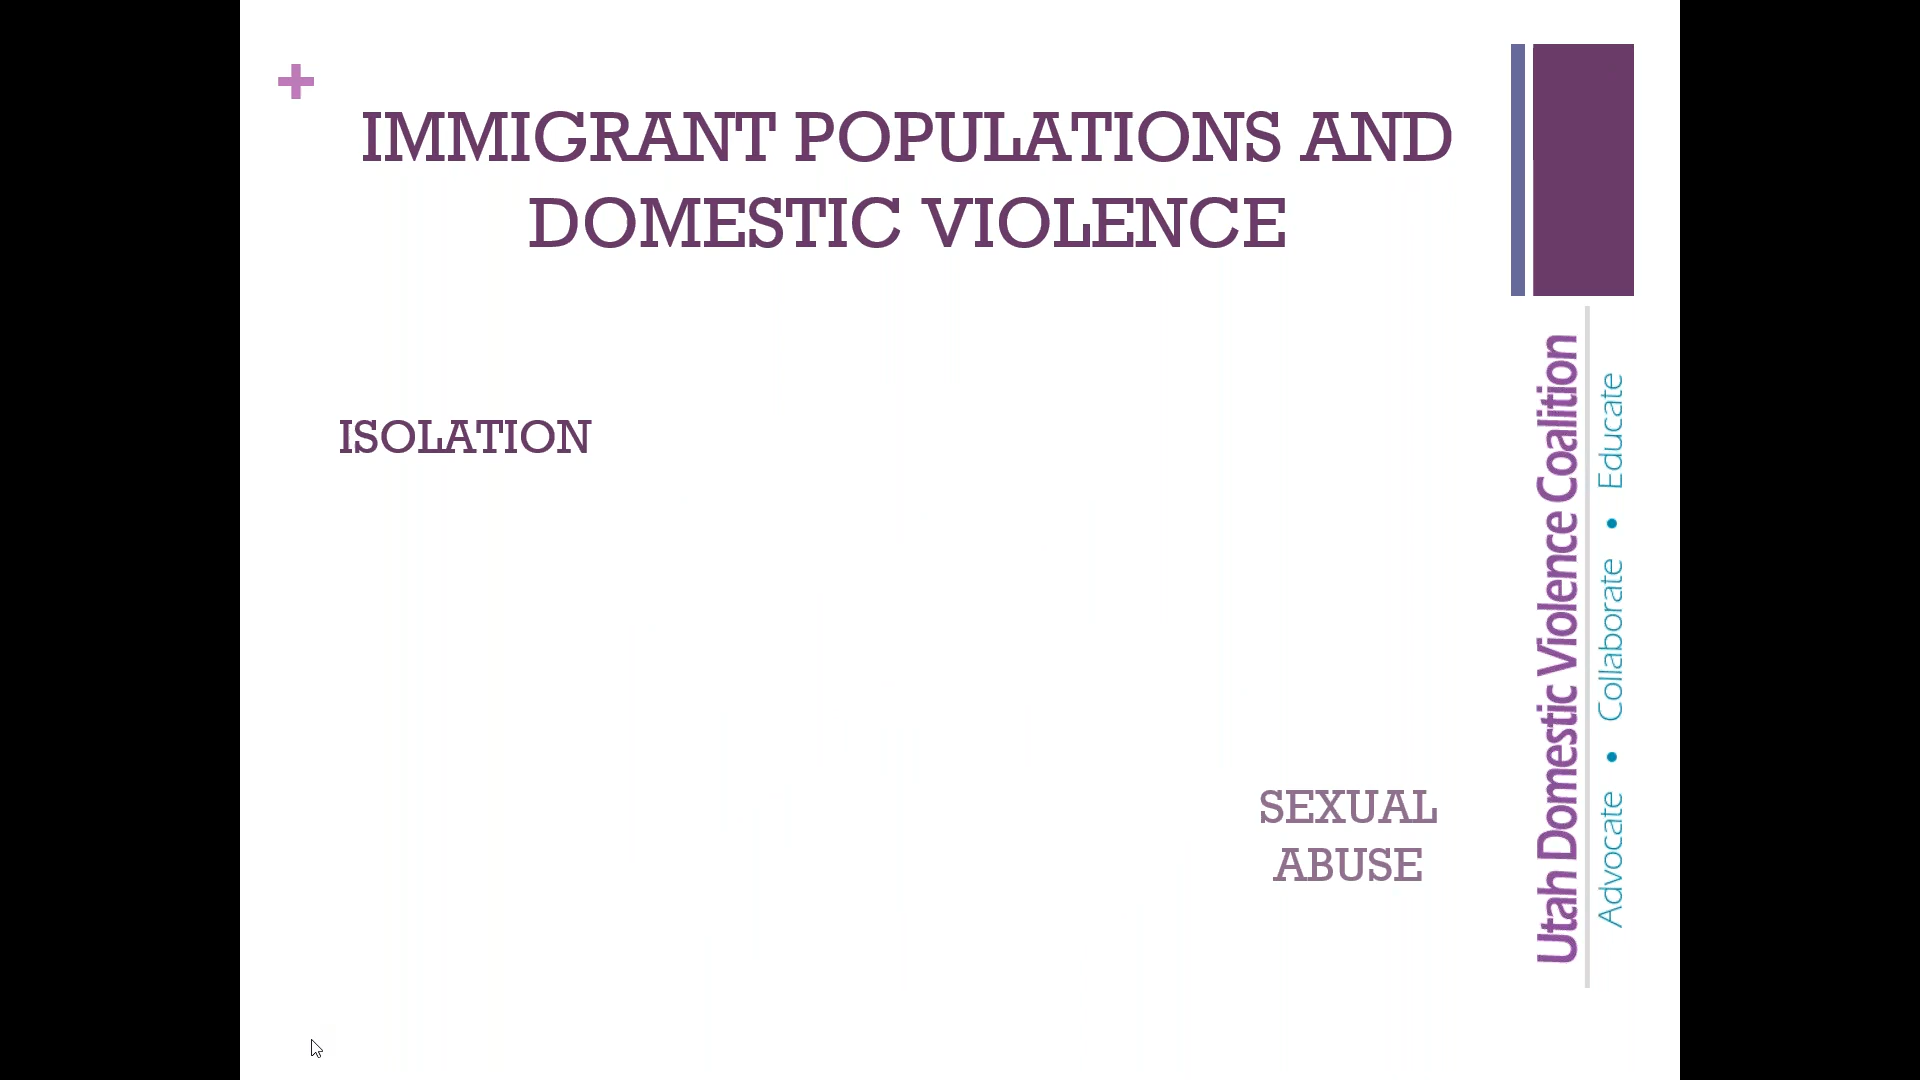 IMMIGRANT POPULATIONS AND
DOMESTIC VIOLENCE
ISOLATION
SEXUAL
ABUSE
Utah Domestic Violence Coalition
Advocate • Collaborate • Educate